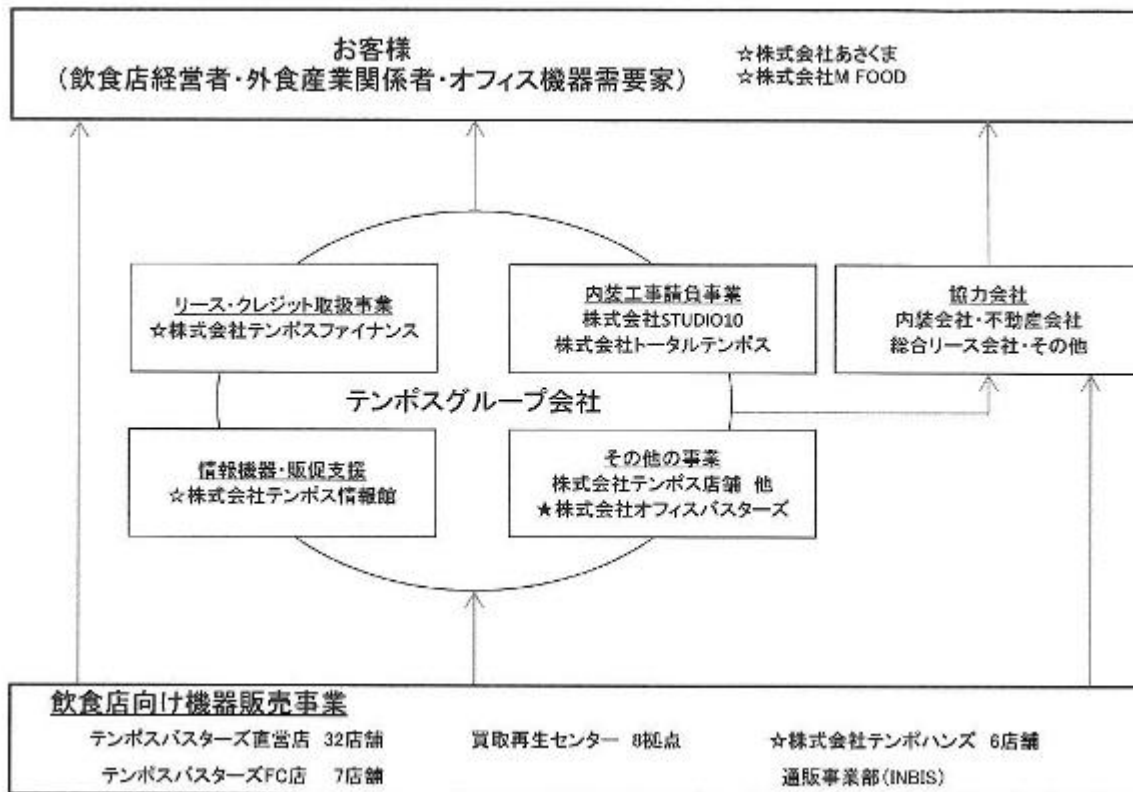 お客様
(飲食店経営者・外食産業関係者・オフィス機器需要家)
☆株式会社あさくま
☆株式会社M FOOD
リース・クレジット取扱事業
☆株式会社テンポスファイナンス
内装工事請負事業
株式会社STUDIO10
株式会社トータルテンポス
協力会社
内装会社・不動産会社
総合リース会社・その他
テンポスグループ会社
情報機器・販促支援
☆株式会社テンポス情報館
その他の事業
株式会社テンポス店舗 他
★株式会社オフィスバスターズ
飲食店向け機器販売事業
テンポスバスターズ直営店 32店舗
買取再生センター 8拠点
☆株式会社テンポハンズ 6店舗
テンポスバスターズFC店 7店舗
通販事業部(INBIS)